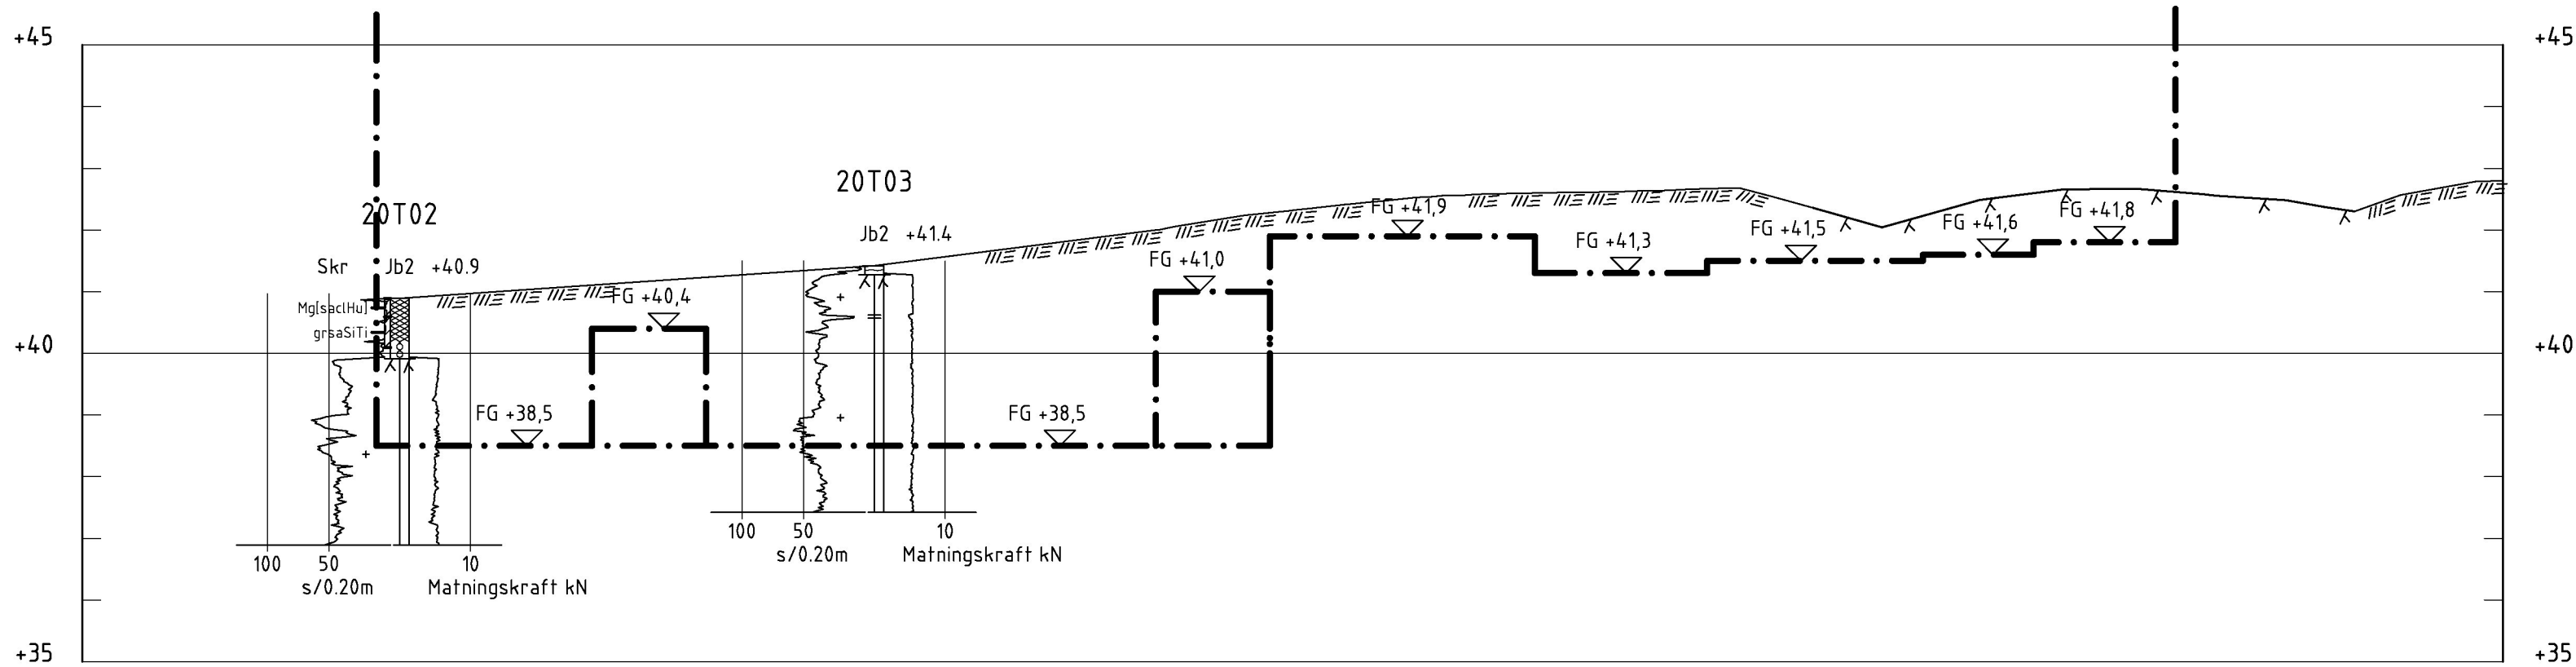 +45
+45
20T03
20T02
FG +41,9
FG +41,8
FG +41,6
FG +41,5
FG +41,3
Jb2 +41.4
FG +41,0
Skr Jb2 +40.9
FG +40,4
Mg[saclHu]
grsaSiTi
+40
+40
FG +38,5
FG +38,5
100 50 10
s/0.20m Matningskraft kN
100 50 10
s/0.20m Matningskraft kN
+35
+35